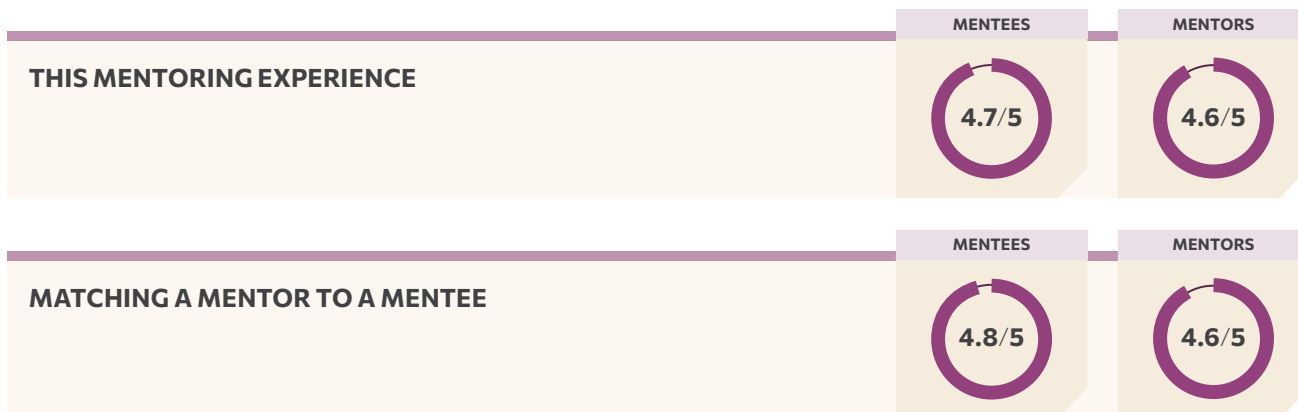 MENTEES
MENTORS
THIS MENTORING EXPERIENCE
4.7/5
4.6/5
MENTEES
MENTORS
MATCHING A MENTOR TO A MENTEE
4.8/5
4.6/5